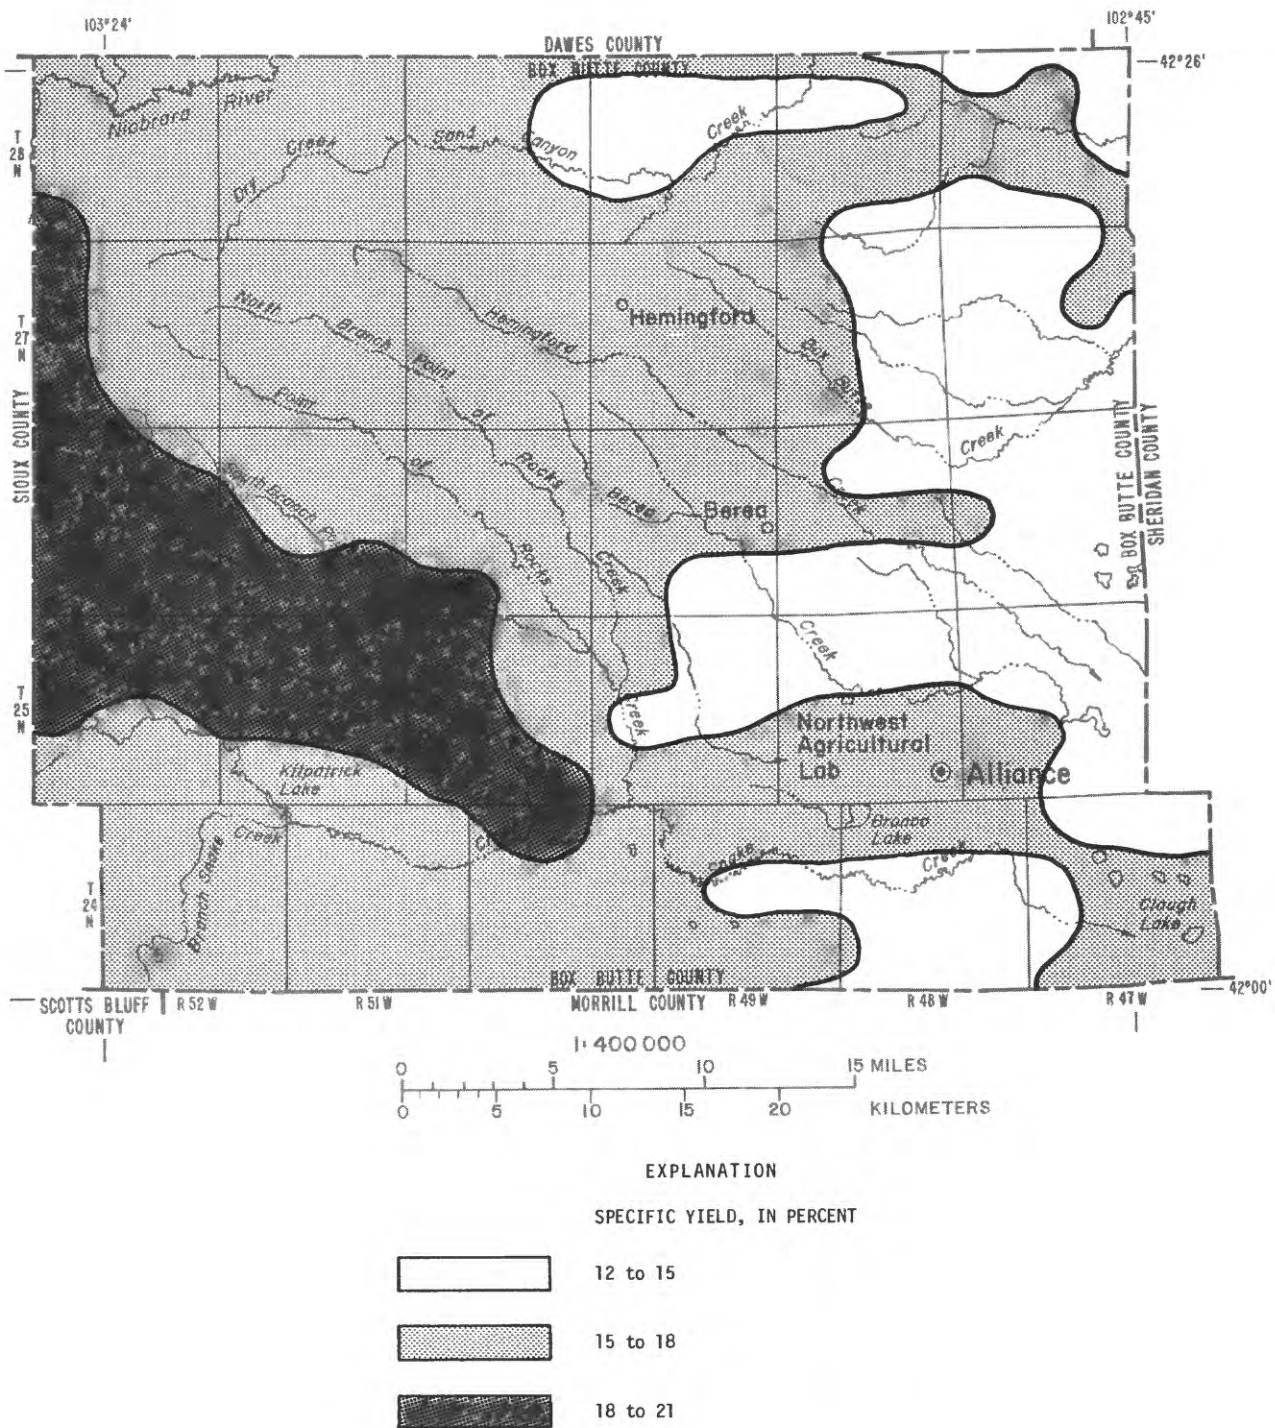 103°24'
102°45'
DAWES COUNTY
BOX BUTTE COUNTY
42°26'
Niobrara River
T 28 N
Dry Creek
Sand Canyon
Creek
T 27 N
North Branch Point of Rocks Creek
Hemingford Creek
Hemingford
Box Butte Creek
Point of Rocks Creek
SIOUX COUNTY
BOX BUTTE COUNTY
SHERIDAN COUNTY
South Branch Po
Berea Creek
Berea
T 25 N
Northwest
Agricultural
Lab
Alliance
Kilpatrick
Lake
Bronco
Lake
Creek
Snake Creek
Branch Snake
T 24 N
Clough
Lake
BOX BUTTE COUNTY
SCOTTS BLUFF
COUNTY
R 52 W
R 51 W
MORRILL COUNTY
R 49 W
R 48 W
R 47 W
42°00'
1:400 000
0 5 10 15 MILES
0 5 10 15 20 KILOMETERS
EXPLANATION
SPECIFIC YIELD, IN PERCENT
12 to 15
15 to 18
18 to 21